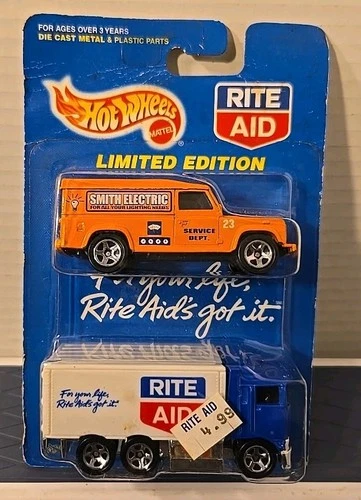 FOR AGES OVER 3 YEARS
DIE CAST METAL & PLASTIC PARTS
Hot Wheels
MATTEL
®
RITE
AID
LIMITED EDITION
SMITH ELECTRIC
FOR ALL YOUR LIGHTING NEEDS
23
SERVICE
DEPT.
For your life,
Rite Aid's got it.
For your life,
Rite Aid's got it.
RITE
AID
RITE AID
4.99